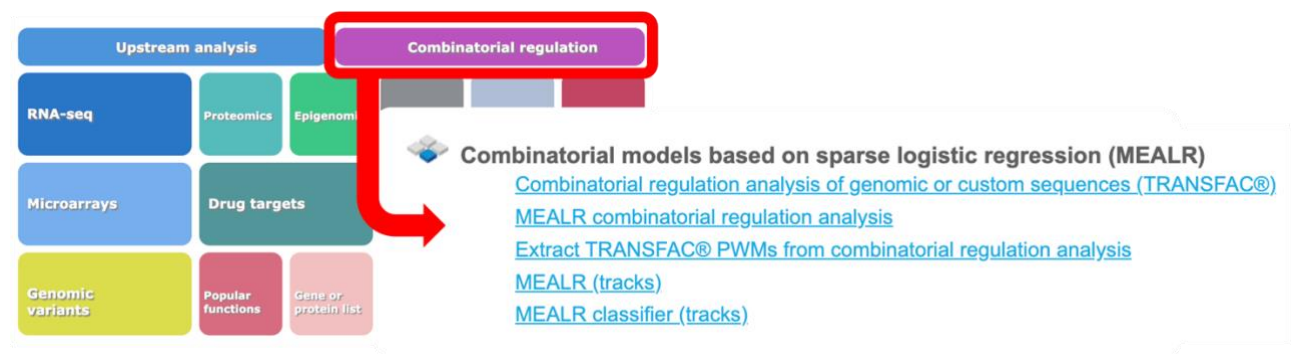 Upstream analysis
Combinatorial regulation
RNA-seq
Proteomics
Microarrays
Drug targets
Genomic
variants
Popular
functions
Gene or
protein list
Combinatorial models based on sparse logistic regression (MEALR)
Combinatorial regulation analysis of genomic or custom sequences (TRANSFAC®)
MEALR combinatorial regulation analysis
Extract TRANSFAC® PWMs from combinatorial regulation analysis
MEALR (tracks)
MEALR classifier (tracks)